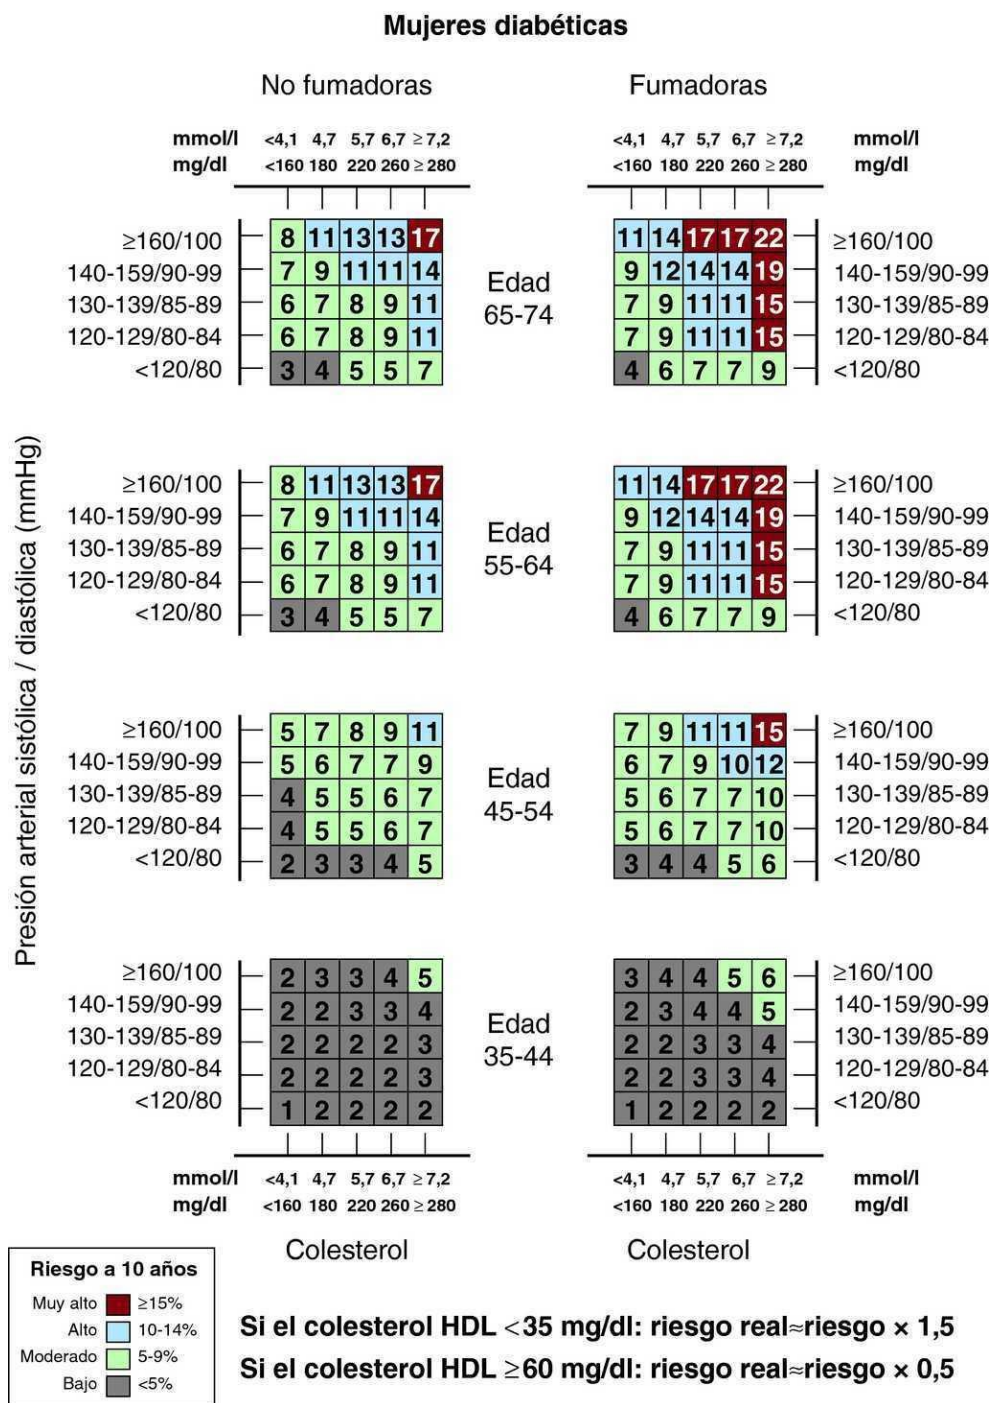 Mujeres diabéticas
No fumadoras Fumadoras
mmol/l <4,1 4,7 5,7 6,7 ≥7,2 <4,1 4,7 5,7 6,7 ≥7,2 mmol/l
mg/dl <160 180 220 260 ≥280 <160 180 220 260 ≥280 mg/dl
Presión arterial sistólica / diastólica (mmHg)
≥160/100 8 11 13 13 17 11 14 17 17 22 ≥160/100
140-159/90-99 7 9 11 11 14 Edad 9 12 14 14 19 140-159/90-99
130-139/85-89 6 7 8 9 11 65-74 7 9 11 11 15 130-139/85-89
120-129/80-84 6 7 8 9 11 7 9 11 11 15 120-129/80-84
<120/80 3 4 5 5 7 4 6 7 7 9 <120/80
≥160/100 8 11 13 13 17 11 14 17 17 22 ≥160/100
140-159/90-99 7 9 11 11 14 Edad 9 12 14 14 19 140-159/90-99
130-139/85-89 6 7 8 9 11 55-64 7 9 11 11 15 130-139/85-89
120-129/80-84 6 7 8 9 11 7 9 11 11 15 120-129/80-84
<120/80 3 4 5 5 7 4 6 7 7 9 <120/80
≥160/100 5 7 8 9 11 7 9 11 11 15 ≥160/100
140-159/90-99 5 6 7 7 9 Edad 6 7 9 10 12 140-159/90-99
130-139/85-89 4 5 5 6 7 45-54 5 6 7 7 10 130-139/85-89
120-129/80-84 4 5 5 6 7 5 6 7 7 10 120-129/80-84
<120/80 2 3 3 4 5 3 4 4 5 6 <120/80
≥160/100 2 3 3 4 5 3 4 4 5 6 ≥160/100
140-159/90-99 2 2 3 3 4 Edad 2 3 4 4 5 140-159/90-99
130-139/85-89 2 2 2 2 3 35-44 2 2 3 3 4 130-139/85-89
120-129/80-84 2 2 2 2 3 2 2 3 3 4 120-129/80-84
<120/80 1 2 2 2 2 1 2 2 2 2 <120/80
mmol/l <4,1 4,7 5,7 6,7 ≥7,2 <4,1 4,7 5,7 6,7 ≥7,2 mmol/l
mg/dl <160 180 220 260 ≥280 <160 180 220 260 ≥280 mg/dl
Colesterol Colesterol
Riesgo a 10 años
Muy alto ≥15%
Alto 10-14%
Moderado 5-9%
Bajo <5%
Si el colesterol HDL <35 mg/dl: riesgo real≈riesgo × 1,5
Si el colesterol HDL ≥60 mg/dl: riesgo real≈riesgo × 0,5